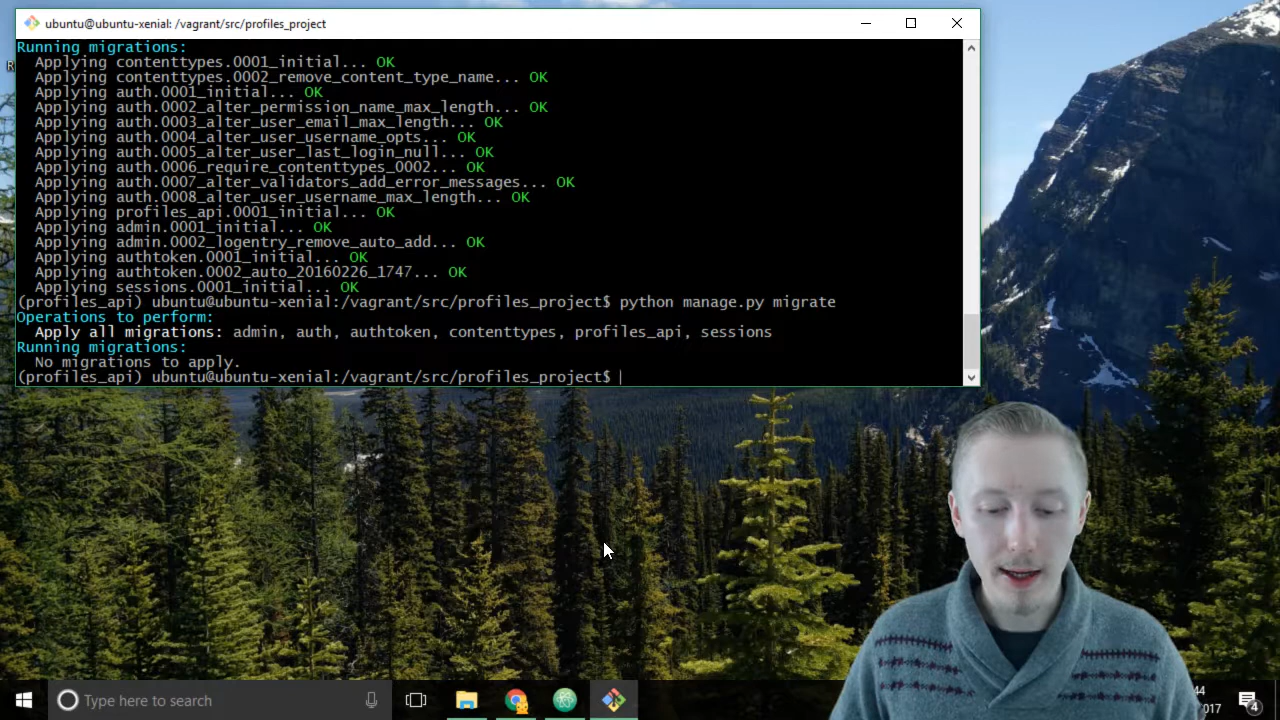 ubuntu@ubuntu-xenial: /vagrant/src/profiles_project
Running migrations:
Applying contenttypes.0001_initial... OK
Applying contenttypes.0002_remove_content_type_name... OK
Applying auth.0001_initial... OK
Applying auth.0002_alter_permission_name_max_length... OK
Applying auth.0003_alter_user_email_max_length... OK
Applying auth.0004_alter_user_username_opts... OK
Applying auth.0005_alter_user_last_login_null... OK
Applying auth.0006_require_contenttypes_0002... OK
Applying auth.0007_alter_validators_add_error_messages... OK
Applying auth.0008_alter_user_username_max_length... OK
Applying profiles_api.0001_initial... OK
Applying admin.0001_initial... OK
Applying admin.0002_logentry_remove_auto_add... OK
Applying authtoken.0001_initial... OK
Applying authtoken.0002_auto_20160226_1747... OK
Applying sessions.0001_initial... OK
(profiles_api) ubuntu@ubuntu-xenial:/vagrant/src/profiles_project$ python manage.py migrate
Operations to perform:
Apply all migrations: admin, auth, authtoken, contenttypes, profiles_api, sessions
Running migrations:
No migrations to apply.
(profiles_api) ubuntu@ubuntu-xenial:/vagrant/src/profiles_project$
Type here to search
44
017
4